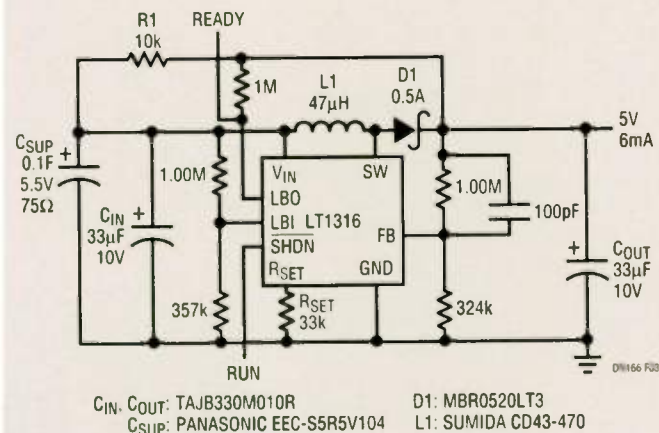 R1
10k
READY
1M
L1
47µH
D1
0.5A
5V
6mA
CSUP
0.1F
5.5V
75Ω
+
CIN
33µF
10V
+
1.00M
357k
VIN
SW
LBO
LBI LT1316
SHDN
FB
RSET
GND
RSET
33k
RUN
1.00M
100pF
324k
+
COUT
33µF
10V
DN166 F03
CIN, COUT: TAJB330M010R
CSUP: PANASONIC EEC-S5R5V104
D1: MBR0520LT3
L1: SUMIDA CD43-470